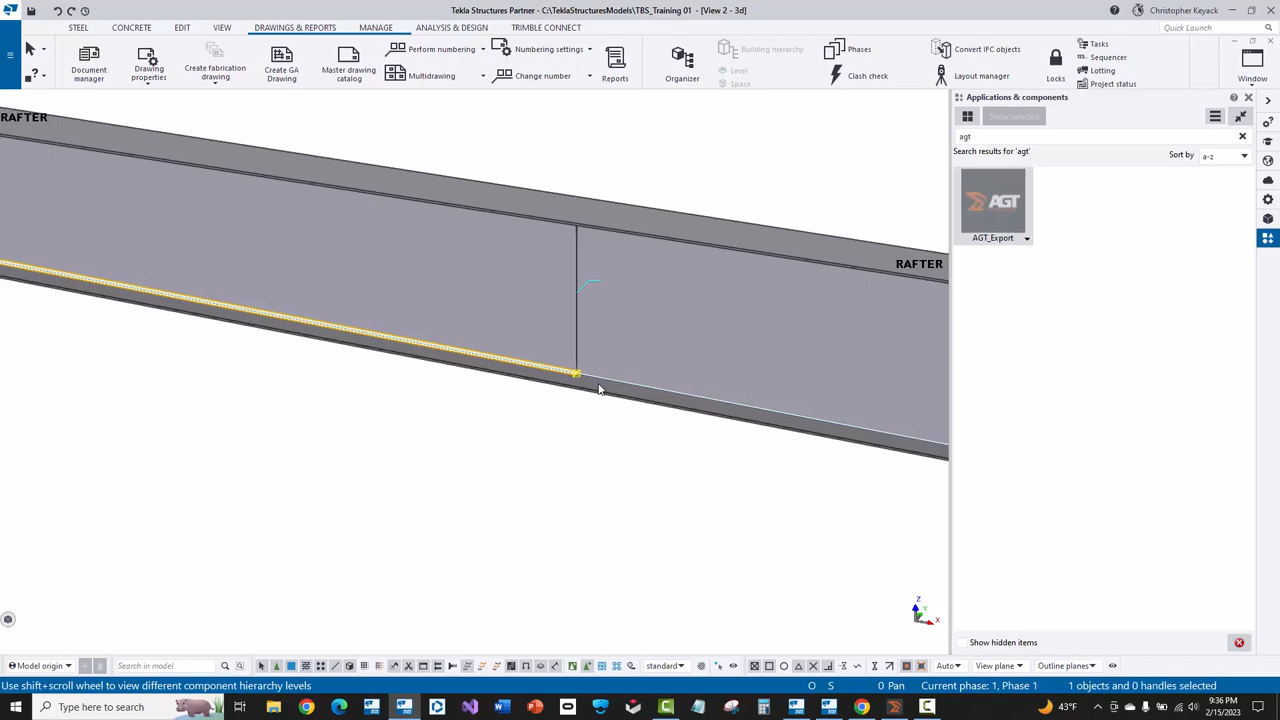 Tekla Structures Partner - C:\TeklaStructuresModels\TBS_Training 01 - [View 2 - 3d]
Christopher Keyack
STEEL CONCRETE EDIT VIEW DRAWINGS & REPORTS MANAGE ANALYSIS & DESIGN TRIMBLE CONNECT
Quick Launch
Document manager
Drawing properties
Create fabrication drawing
Create GA Drawing
Master drawing catalog
Perform numbering
Multidrawing
Numbering settings
Change number
Reports
Organizer
Building hierarchy
Level
Space
Phases
Clash check
Convert IFC objects
Layout manager
Locks
Tasks
Sequencer
Lotting
Project status
Window
Applications & components
Show selected
agt
Search results for 'agt'
Sort by a-z
AGT
AGT_Export
RAFTER
RAFTER
Z
Y
X
Show hidden items
Model origin
Search in model
standard
Auto
View plane
Outline planes
Use shift+scroll wheel to view different component hierarchy levels
O S 0 Pan Current phase: 1, Phase 1 1 objects and 0 handles selected
Type here to search
9:36 PM
2/15/2023